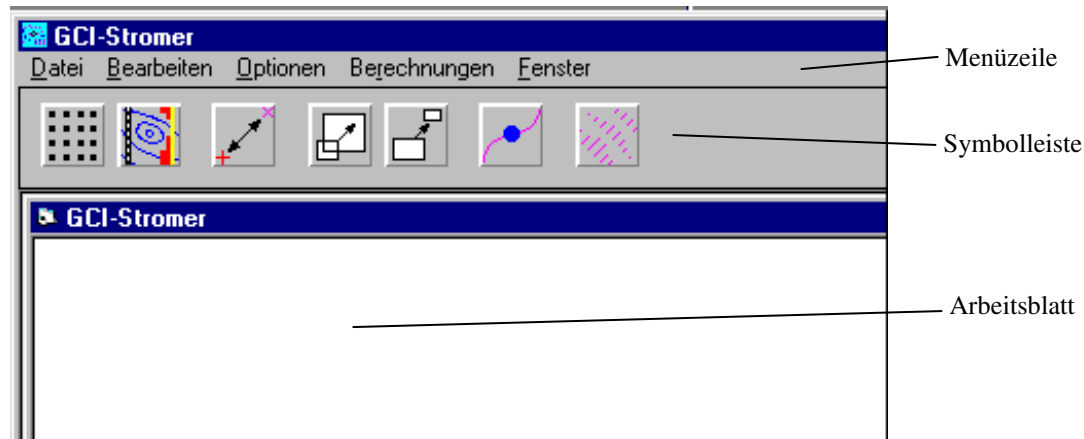 GCI-Stromer
Datei Bearbeiten Optionen Berechnungen Fenster
Menüzeile
Symbolleiste
GCI-Stromer
Arbeitsblatt